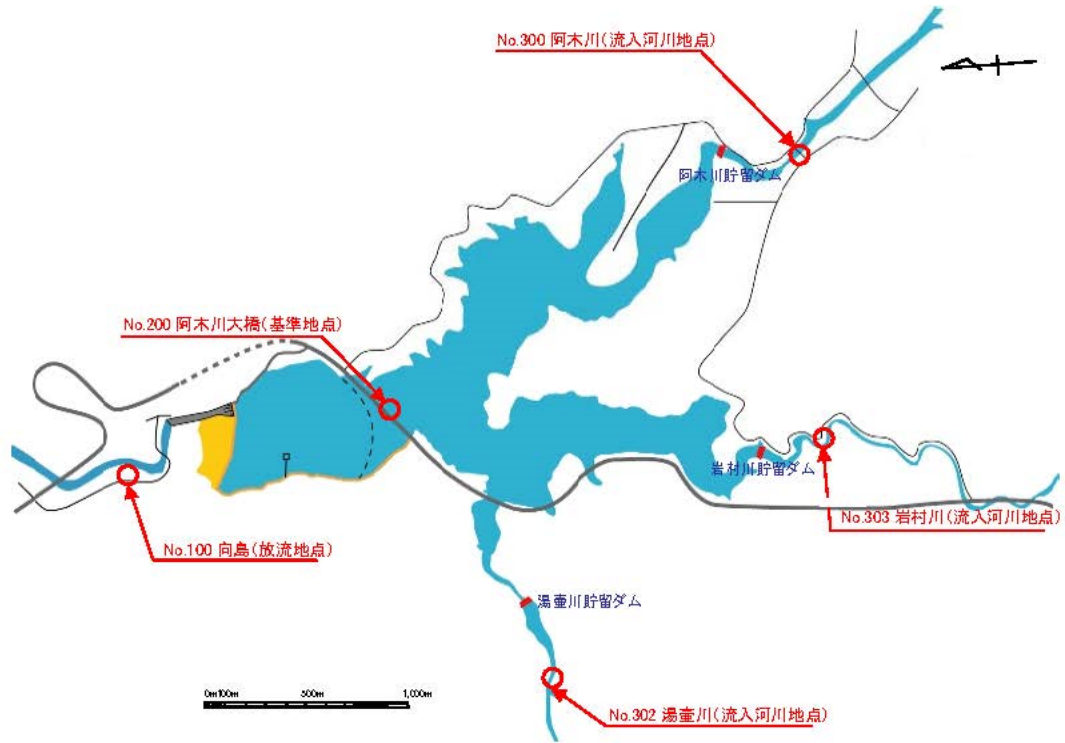 No.300 阿木川(流入河川地点)
阿木川貯留ダム
No.200 阿木川大橋(基準地点)
岩村川貯留ダム
No.303 岩村川(流入河川地点)
No.100 向島(放流地点)
湯壷川貯留ダム
0m100m 500m 1,000m
No.302 湯壷川(流入河川地点)